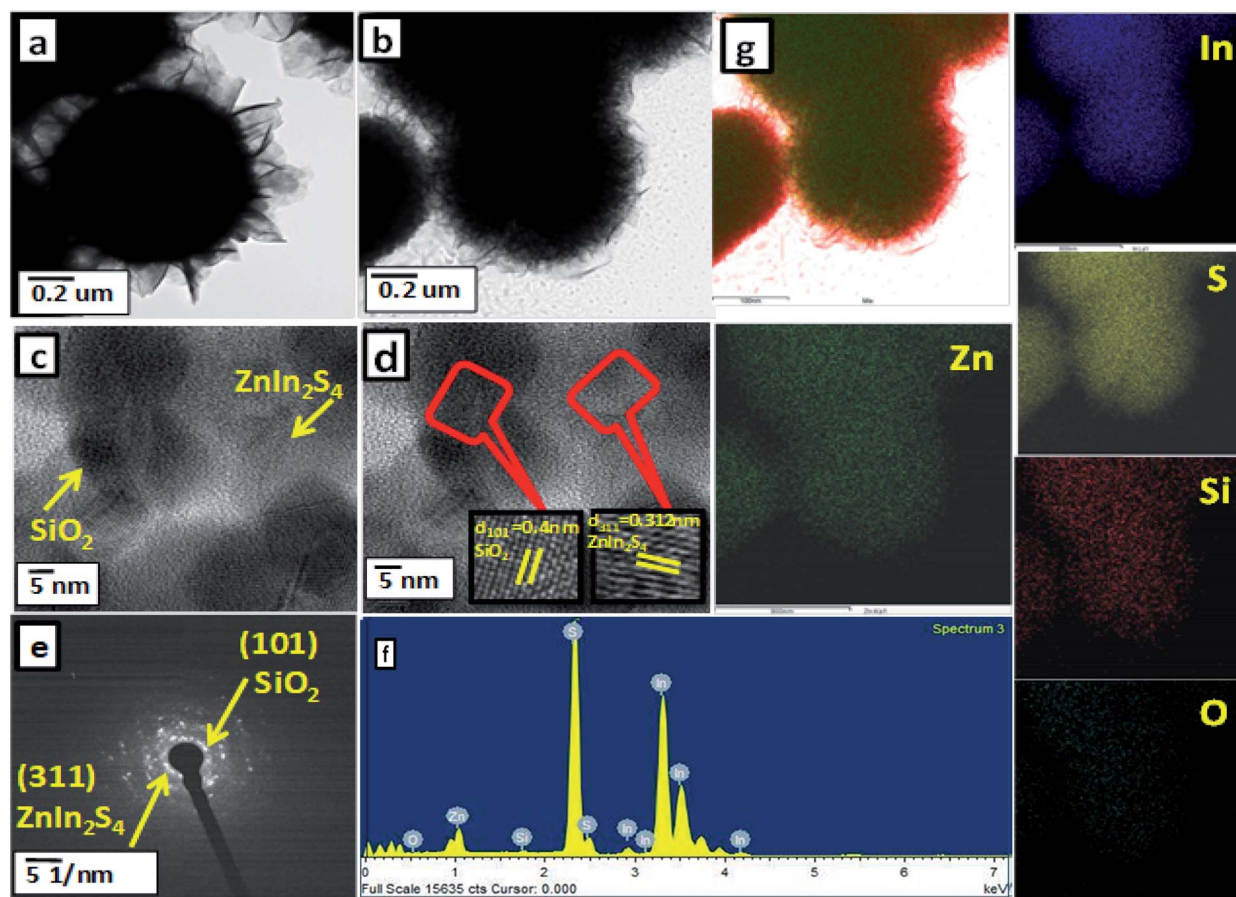 a
b
g
In
0.2 um
0.2 um
S
c
ZnIn₂S₄
SiO₂
5 nm
d
d₁₀₁=0.4nm
SiO₂
d₃₁₁=0.312nm
ZnIn₂S₄
5 nm
Zn
Si
e
(101)
SiO₂
(311)
ZnIn₂S₄
5 1/nm
f
Spectrum 3
S
In
In
Zn
O
Si
S
In
In
In
0 1 2 3 4 5 6 7
Full Scale 15635 cts Cursor: 0.000
keV
O